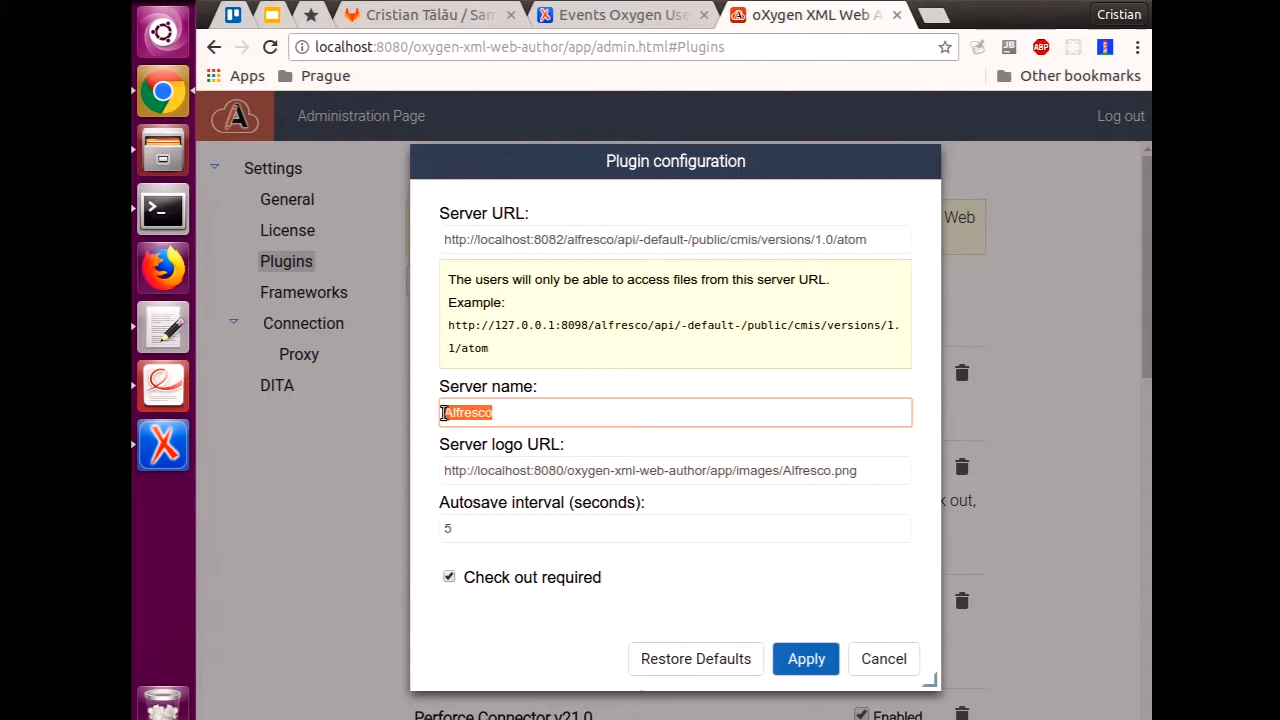 Cristian Tălău / Sam
Events Oxygen Use
oXygen XML Web A
Cristian
localhost:8080/oxygen-xml-web-author/app/admin.html#Plugins
Apps
Prague
Other bookmarks
Administration Page
Log out
Settings
General
License
Plugins
Frameworks
Connection
Proxy
DITA
Plugin configuration
Server URL:
http://localhost:8082/alfresco/api/-default-/public/cmis/versions/1.0/atom
The users will only be able to access files from this server URL.
Example:
http://127.0.0.1:8098/alfresco/api/-default-/public/cmis/versions/1.
1/atom
Server name:
Alfresco
Server logo URL:
http://localhost:8080/oxygen-xml-web-author/app/images/Alfresco.png
Autosave interval (seconds):
5
Check out required
Restore Defaults
Apply
Cancel
Web
k out,
Perforce Connector v21.0
Enabled